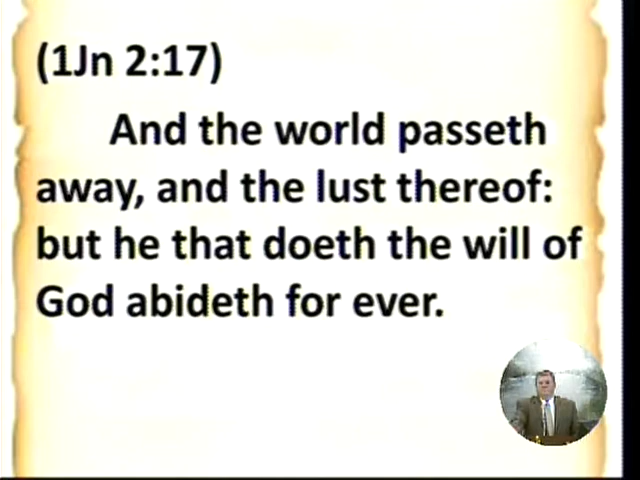 (1Jn 2:17)
And the world passeth
away, and the lust thereof:
but he that doeth the will of
God abideth for ever.